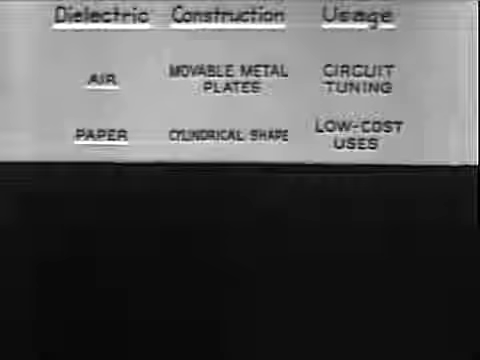 Dielectric Construction Usage
AIR MOVABLE METAL PLATES CIRCUIT TUNING
PAPER CYLINDRICAL SHAPE LOW-COST USES